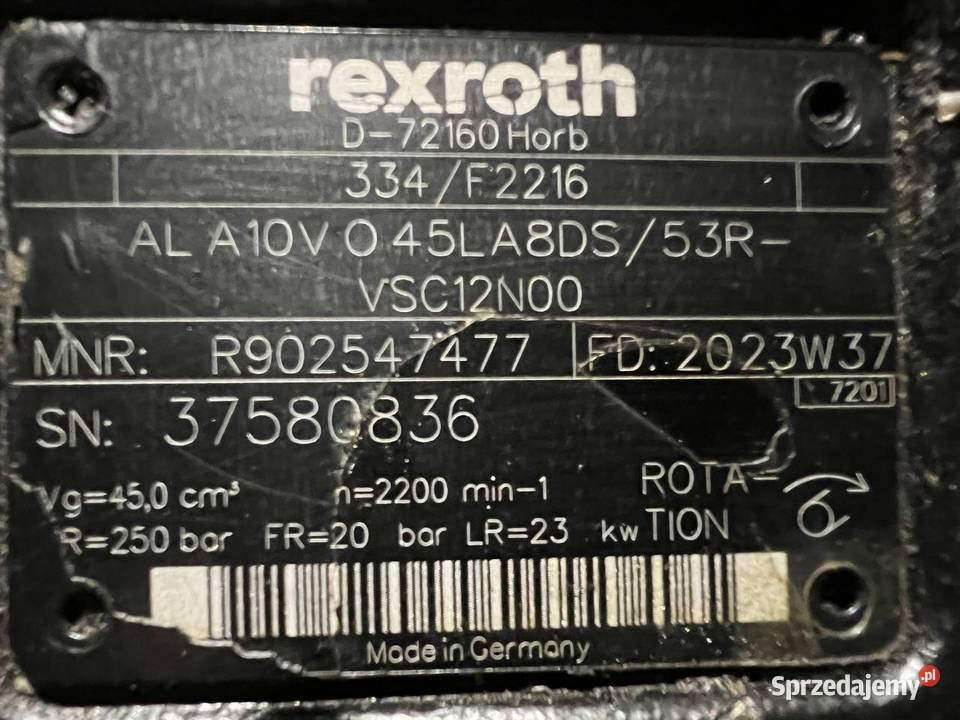 rexroth
D-72160 Horb
334/F2216
AL A10V O 45LA8DS/53R-
VSC12N00
MNR: R902547477 FD: 2023W37
7201
SN: 37580836
Vg=45,0 cm³ n=2200 min-1 ROTA-
R=250 bar FR=20 bar LR=23 kw TION
Made in Germany
Sprzedajemy.pl